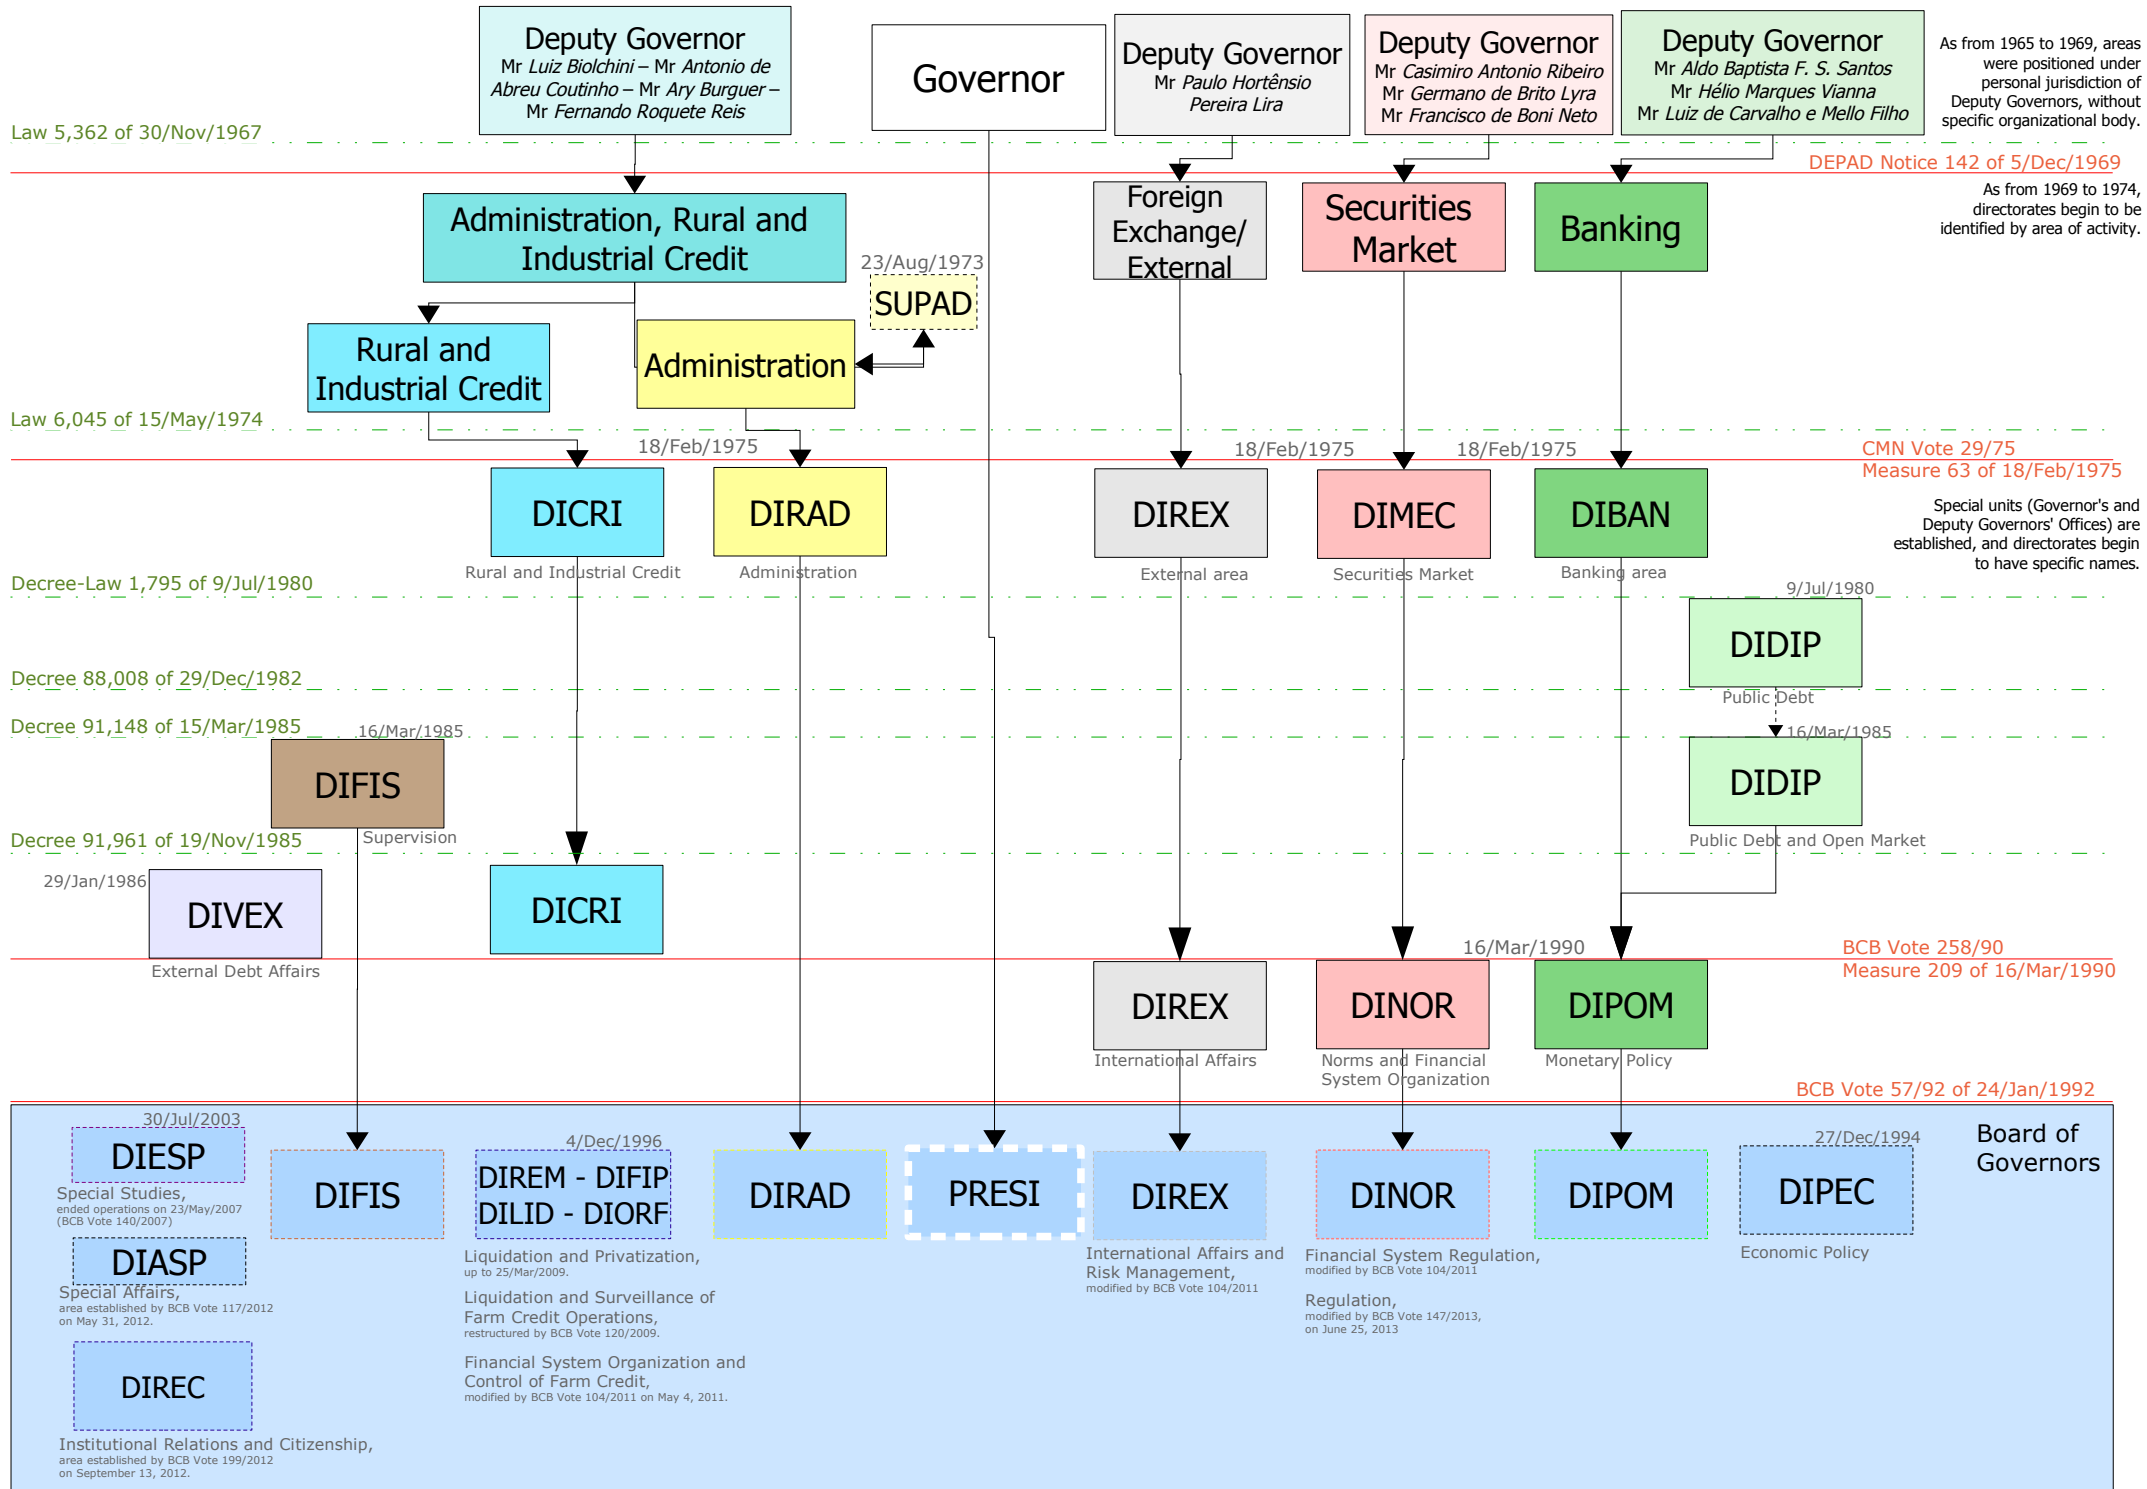 Deputy Governor
Mr Luiz Biolchini – Mr Antonio de
Abreu Coutinho – Mr Ary Burguer –
Mr Fernando Roquete Reis
Governor
Deputy Governor
Mr Paulo Hortênsio
Pereira Lira
Deputy Governor
Mr Casimiro Antonio Ribeiro
Mr Germano de Brito Lyra
Mr Francisco de Boni Neto
Deputy Governor
Mr Aldo Baptista F. S. Santos
Mr Hélio Marques Vianna
Mr Luiz de Carvalho e Mello Filho
As from 1965 to 1969, areas
were positioned under
personal jurisdiction of
Deputy Governors, without
specific organizational body.
Law 5,362 of 30/Nov/1967
DEPAD Notice 142 of 5/Dec/1969
As from 1969 to 1974,
directorates begin to be
identified by area of activity.
Administration, Rural and
Industrial Credit
Foreign
Exchange/
External
Securities
Market
Banking
23/Aug/1973
SUPAD
Rural and
Industrial Credit
Administration
Law 6,045 of 15/May/1974
18/Feb/1975
18/Feb/1975
18/Feb/1975
CMN Vote 29/75
Measure 63 of 18/Feb/1975
DICRI
Rural and Industrial Credit
DIRAD
Administration
DIREX
External area
DIMEC
Securities Market
DIBAN
Banking area
Special units (Governor's and
Deputy Governors' Offices) are
established, and directorates begin
to have specific names.
Decree-Law 1,795 of 9/Jul/1980
9/Jul/1980
DIDIP
Public Debt
Decree 88,008 of 29/Dec/1982
Decree 91,148 of 15/Mar/1985
16/Mar/1985
DIFIS
Supervision
16/Mar/1985
DIDIP
Public Debt and Open Market
Decree 91,961 of 19/Nov/1985
29/Jan/1986
DIVEX
External Debt Affairs
DICRI
16/Mar/1990
BCB Vote 258/90
Measure 209 of 16/Mar/1990
DIREX
International Affairs
DINOR
Norms and Financial
System Organization
DIPOM
Monetary Policy
BCB Vote 57/92 of 24/Jan/1992
Board of
Governors
30/Jul/2003
DIESP
Special Studies,
ended operations on 23/May/2007
(BCB Vote 140/2007)
DIASP
Special Affairs,
area established by BCB Vote 117/2012
on May 31, 2012.
DIREC
Institutional Relations and Citizenship,
area established by BCB Vote 199/2012
on September 13, 2012.
DIFIS
4/Dec/1996
DIREM - DIFIP
DILID - DIORF
Liquidation and Privatization,
up to 25/Mar/2009.
Liquidation and Surveillance of
Farm Credit Operations,
restructured by BCB Vote 120/2009.
Financial System Organization and
Control of Farm Credit,
modified by BCB Vote 104/2011 on May 4, 2011.
DIRAD
PRESI
DIREX
International Affairs and
Risk Management,
modified by BCB Vote 104/2011
DINOR
Financial System Regulation,
modified by BCB Vote 104/2011
Regulation,
modified by BCB Vote 147/2013,
on June 25, 2013
DIPOM
27/Dec/1994
DIPEC
Economic Policy